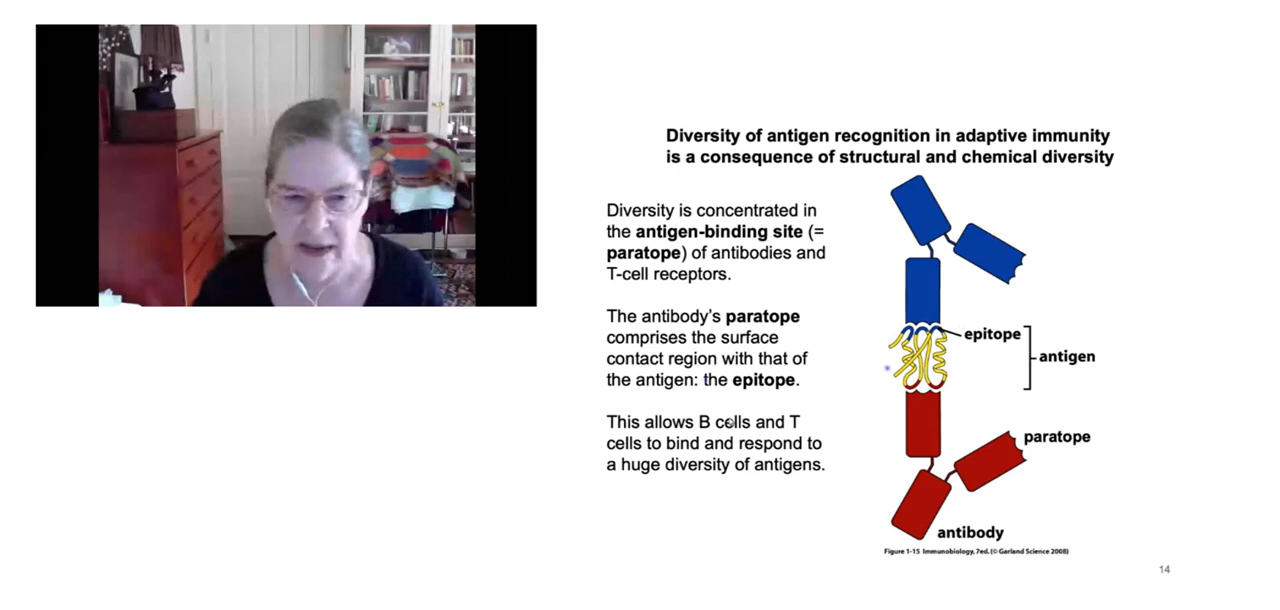 Diversity of antigen recognition in adaptive immunity
is a consequence of structural and chemical diversity
Diversity is concentrated in
the antigen-binding site (=
paratope) of antibodies and
T-cell receptors.
The antibody's paratope
comprises the surface
contact region with that of
the antigen: the epitope.
This allows B cells and T
cells to bind and respond to
a huge diversity of antigens.
epitope
antigen
paratope
antibody
Figure 1-15 Immunobiology, 7ed. (© Garland Science 2008)
14